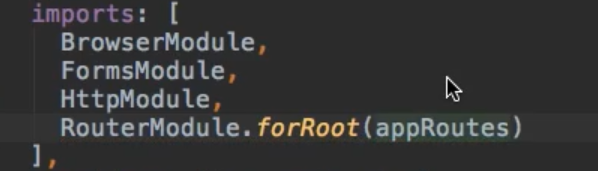 imports: [
BrowserModule,
FormsModule,
HttpModule,
RouterModule.forRoot(appRoutes)
],